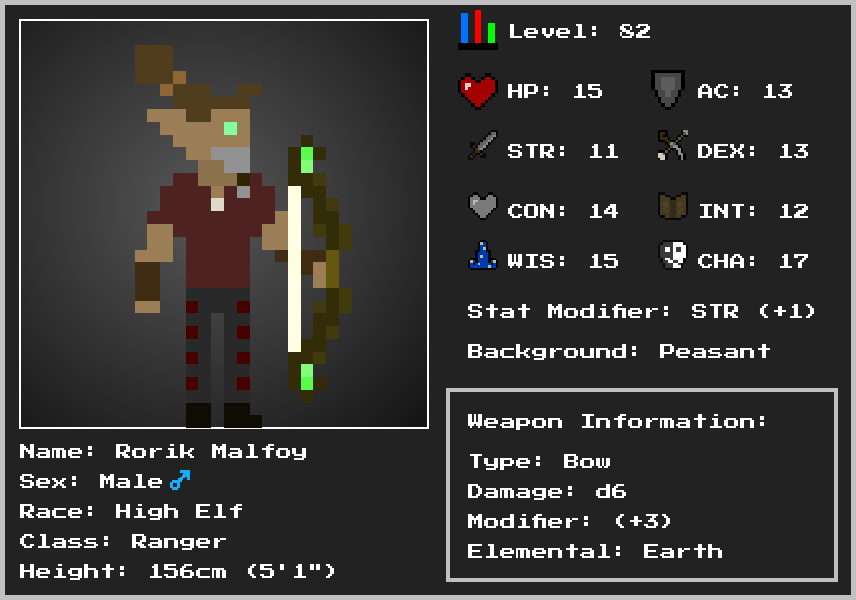 Level: 82
HP: 15 AC: 13
STR: 11 DEX: 13
CON: 14 INT: 12
WIS: 15 CHA: 17
Stat Modifier: STR (+1)
Background: Peasant
Weapon Information:
Type: Bow
Damage: d6
Modifier: (+3)
Elemental: Earth
Name: Rorik Malfoy
Sex: Male ♂
Race: High Elf
Class: Ranger
Height: 156cm (5'1")